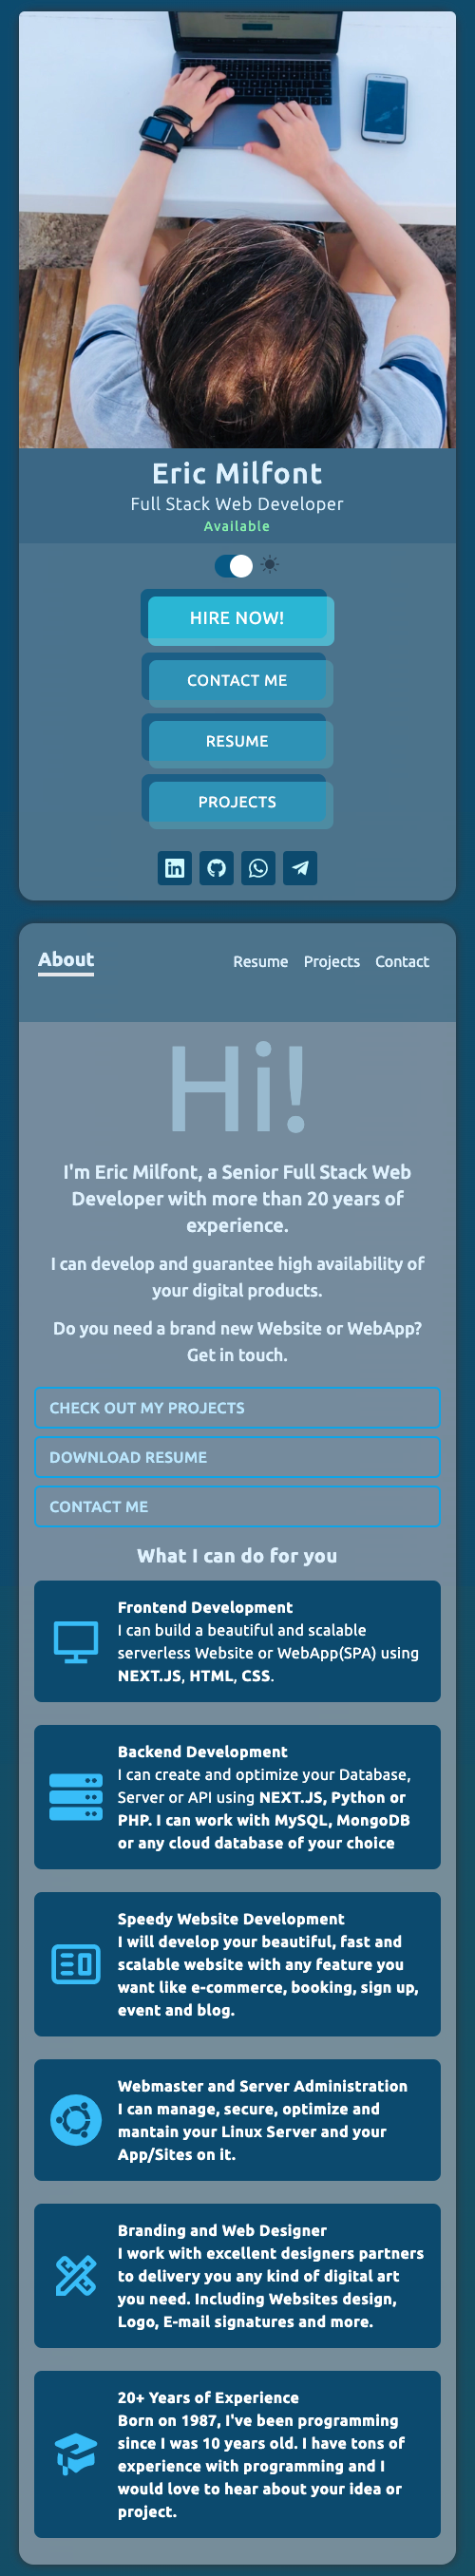 Eric Milfont
Full Stack Web Developer
Available
HIRE NOW!
CONTACT ME
RESUME
PROJECTS
About
Resume Projects Contact
Hi!
I'm Eric Milfont, a Senior Full Stack Web
Developer with more than 20 years of
experience.
I can develop and guarantee high availability of
your digital products.
Do you need a brand new Website or WebApp?
Get in touch.
CHECK OUT MY PROJECTS
DOWNLOAD RESUME
CONTACT ME
What I can do for you
Frontend Development
I can build a beautiful and scalable
serverless Website or WebApp(SPA) using
NEXT.JS, HTML, CSS.
Backend Development
I can create and optimize your Database,
Server or API using NEXT.JS, Python or
PHP. I can work with MySQL, MongoDB
or any cloud database of your choice
Speedy Website Development
I will develop your beautiful, fast and
scalable website with any feature you
want like e-commerce, booking, sign up,
event and blog.
Webmaster and Server Administration
I can manage, secure, optimize and
mantain your Linux Server and your
App/Sites on it.
Branding and Web Designer
I work with excellent designers partners
to delivery you any kind of digital art
you need. Including Websites design,
Logo, E-mail signatures and more.
20+ Years of Experience
Born on 1987, I've been programming
since I was 10 years old. I have tons of
experience with programming and I
would love to hear about your idea or
project.